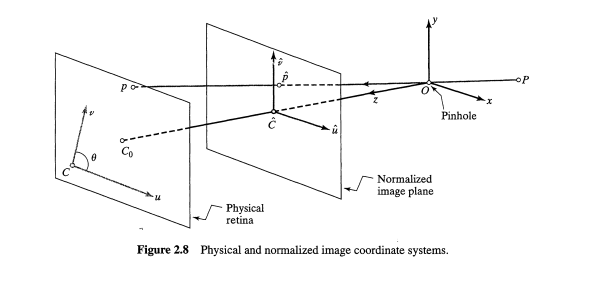 y
v̂
p
p̂
P
O
z
x
v
Pinhole
C₀
Ĉ
û
θ
C
Normalized
image plane
u
Physical
retina
Figure 2.8 Physical and normalized image coordinate systems.